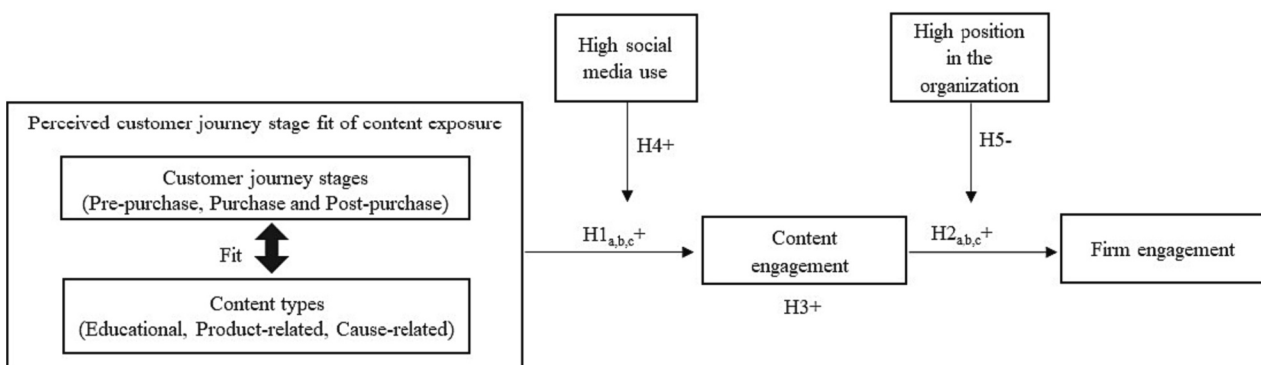 High social
media use
High position
in the
organization
Perceived customer journey stage fit of content exposure
H4+
H5-
Customer journey stages
(Pre-purchase, Purchase and Post-purchase)
Fit
H1a,b,c+
Content
engagement
H2a,b,c+
Firm engagement
Content types
(Educational, Product-related, Cause-related)
H3+